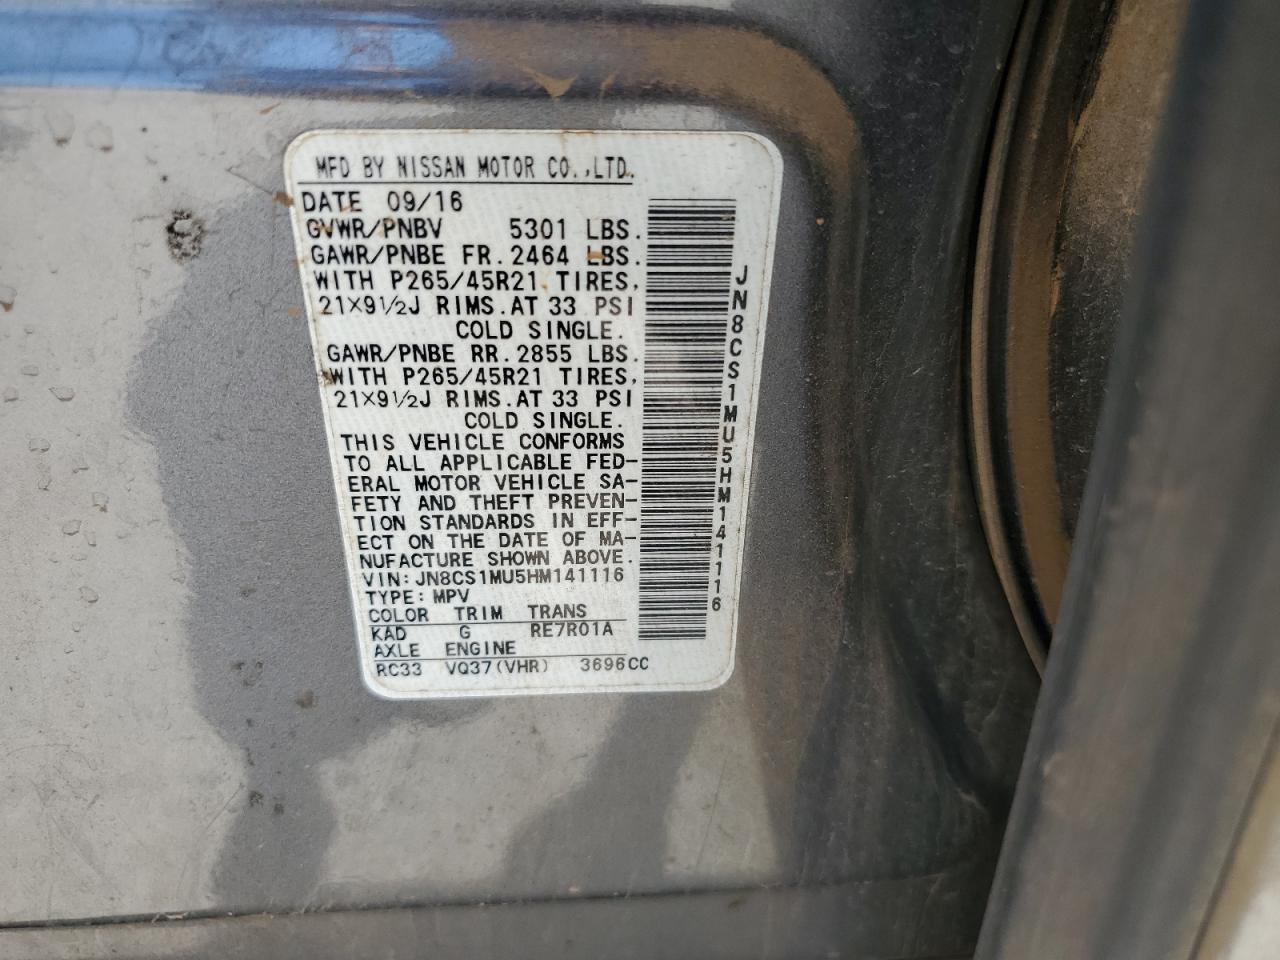 MFD BY NISSAN MOTOR CO.,LTD.
DATE 09/16
GVWR/PNBV 5301 LBS.
GAWR/PNBE FR. 2464 LBS.
WITH P265/45R21 TIRES,
21×9½J RIMS. AT 33 PSI
COLD SINGLE.
GAWR/PNBE RR. 2855 LBS.
WITH P265/45R21 TIRES,
21×9½J RIMS. AT 33 PSI
COLD SINGLE.
THIS VEHICLE CONFORMS
TO ALL APPLICABLE FED-
ERAL MOTOR VEHICLE SA-
FETY AND THEFT PREVEN-
TION STANDARDS IN EFF-
ECT ON THE DATE OF MA-
NUFACTURE SHOWN ABOVE.
VIN: JN8CS1MU5HM141116
TYPE: MPV
COLOR TRIM TRANS
KAD G RE7R01A
AXLE ENGINE
RC33 VQ37(VHR) 3696CC
JN8CS1MU5HM141116